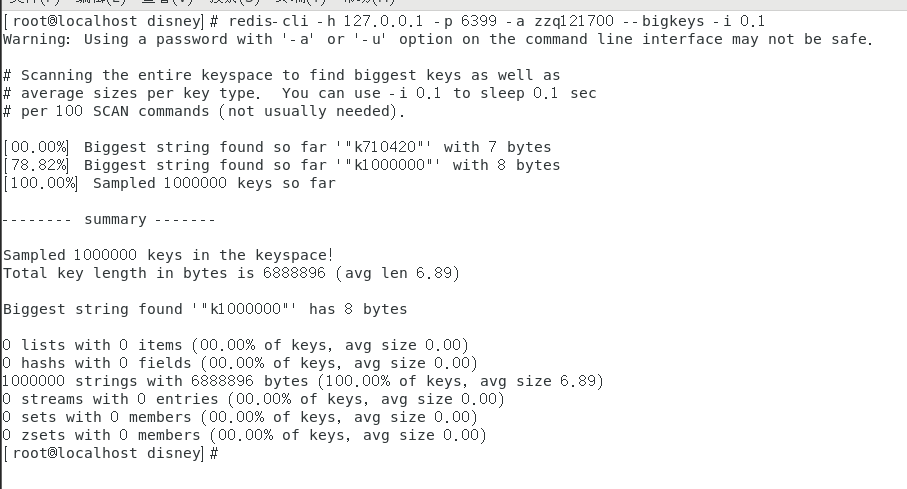 [root@localhost disney]# redis-cli -h 127.0.0.1 -p 6399 -a zzq121700 --bigkeys -i 0.1
Warning: Using a password with '-a' or '-u' option on the command line interface may not be safe.
# Scanning the entire keyspace to find biggest keys as well as
# average sizes per key type.  You can use -i 0.1 to sleep 0.1 sec
# per 100 SCAN commands (not usually needed).
[00.00%] Biggest string found so far '"k710420"' with 7 bytes
[78.82%] Biggest string found so far '"k1000000"' with 8 bytes
[100.00%] Sampled 1000000 keys so far
-------- summary -------
Sampled 1000000 keys in the keyspace!
Total key length in bytes is 6888896 (avg len 6.89)
Biggest string found '"k1000000"' has 8 bytes
0 lists with 0 items (00.00% of keys, avg size 0.00)
0 hashs with 0 fields (00.00% of keys, avg size 0.00)
1000000 strings with 6888896 bytes (100.00% of keys, avg size 6.89)
0 streams with 0 entries (00.00% of keys, avg size 0.00)
0 sets with 0 members (00.00% of keys, avg size 0.00)
0 zsets with 0 members (00.00% of keys, avg size 0.00)
[root@localhost disney]#